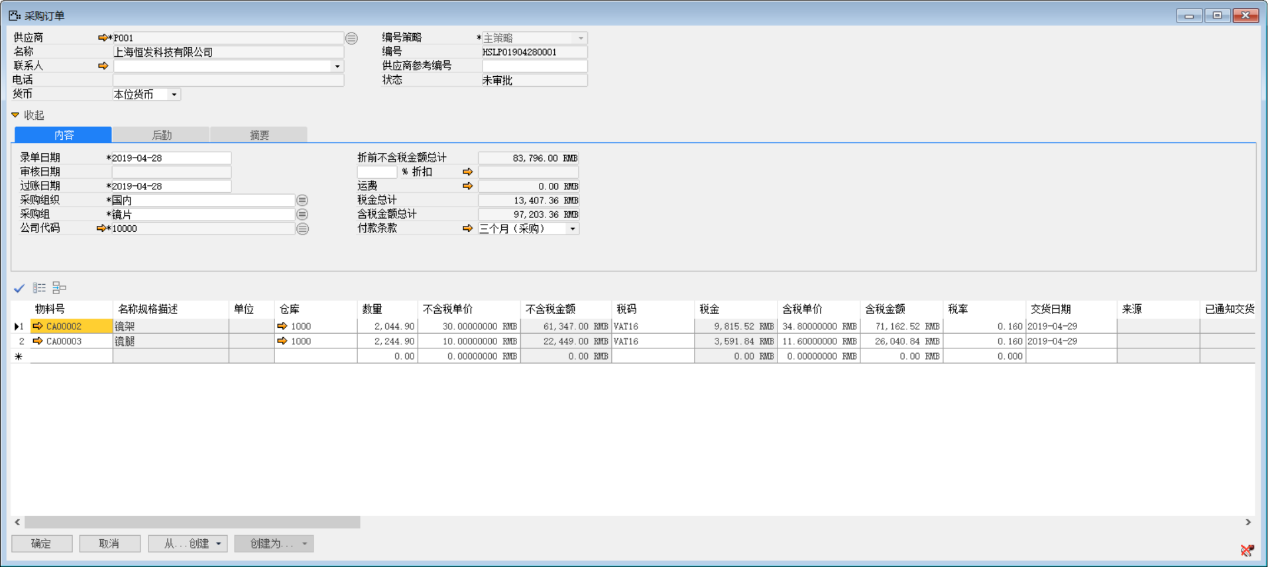 采购订单
供应商 *P001 编号策略 *主策略
名称 上海恒发科技有限公司 编号 HSLP01904280001
联系人 供应商参考编号
电话 状态 未审批
货币 本位货币
收起
内容 后勤 摘要
录单日期 *2019-04-28 折前不含税金额总计 83,796.00 RMB
审核日期 % 折扣
过账日期 *2019-04-28 运费 0.00 RMB
采购组织 *国内 税金总计 13,407.36 RMB
采购组 *镜片 含税金额总计 97,203.36 RMB
公司代码 *10000 付款条款 三个月(采购)
物料号 名称规格描述 单位 仓库 数量 不含税单价 不含税金额 税码 税金 含税单价 含税金额 税率 交货日期 来源 已通知交货
1 CA00002 镜架 1000 2,044.90 30.00000000 RMB 61,347.00 RMB VAT16 9,815.52 RMB 34.80000000 RMB 71,162.52 RMB 0.160 2019-04-29
2 CA00003 镜腿 1000 2,244.90 10.00000000 RMB 22,449.00 RMB VAT16 3,591.84 RMB 11.60000000 RMB 26,040.84 RMB 0.160 2019-04-29
* 0.00 0.00000000 RMB 0.00 RMB 0.00 RMB 0.00000000 RMB 0.00 RMB 0.000
确定 取消 从...创建 创建为...